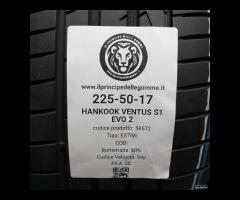 www.ilprincipedellegomme.it
225-50-17
HANKOOK VENTUS S1
EVO 2
codice prodotto: 58572
Tipo: ESTIVI
COD:
Battistrada: 80%
Codice Velocità: 94y
P.S.A. 20